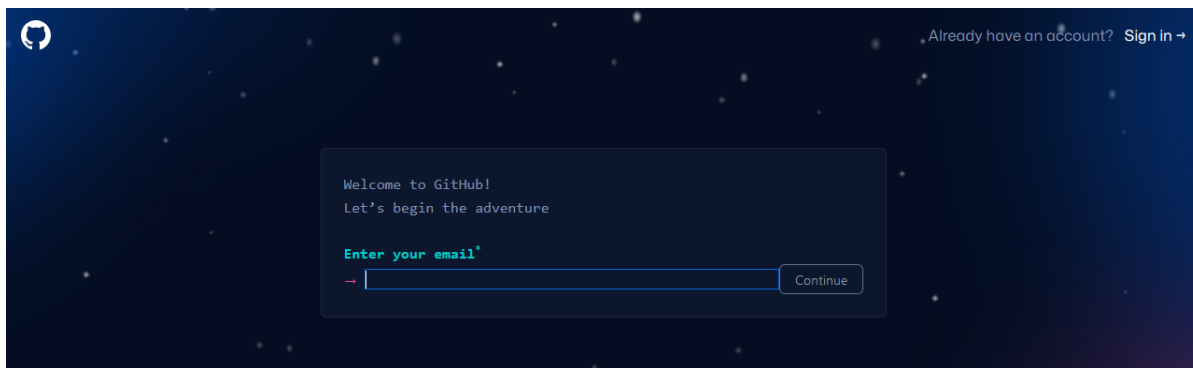 Already have an account? Sign in →
Welcome to GitHub!
Let's begin the adventure
Enter your email*
→
Continue